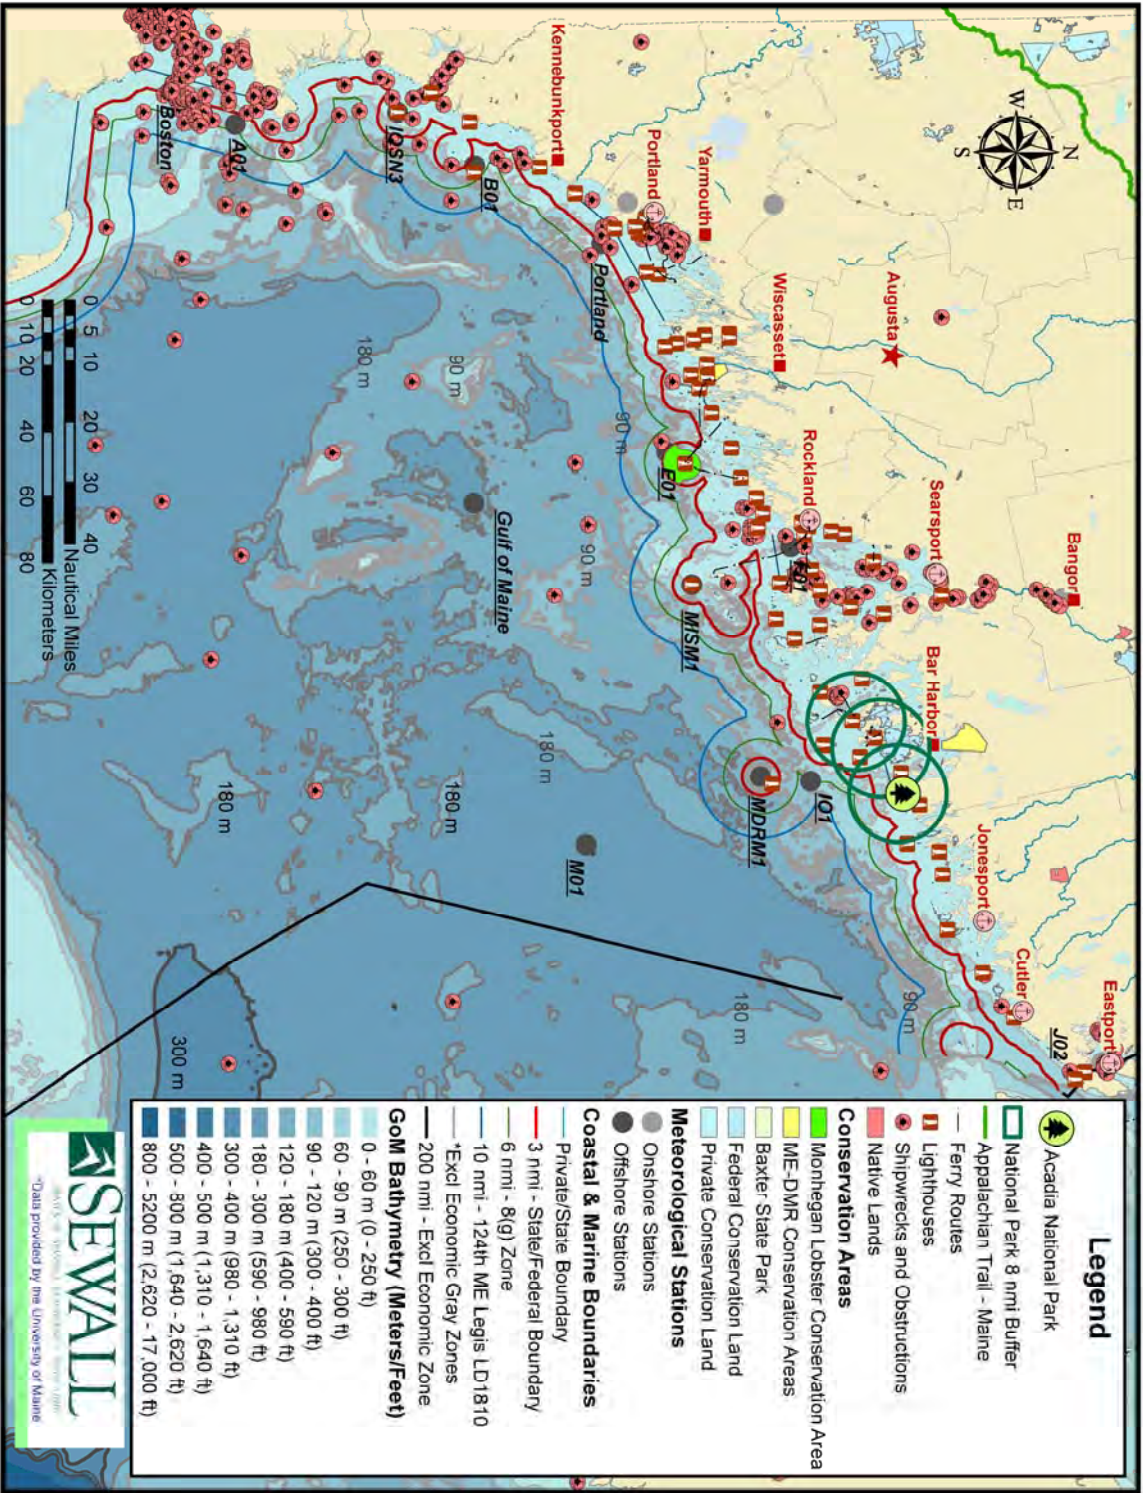 N
W
E
S
Kennebunkport
Portland
Yarmouth
Wiscasset
Augusta
Rockland
Searsport
Bangor
Bar Harbor
Jonesport
Cutler
Eastport
Boston
A01
IOSN3
B01
Portland
E01
MISM1
MDRM1
IO1
M01
J02
Gulf of Maine
180 m
90 m
90 m
90 m
180 m
180 m
180 m
180 m
90 m
300 m
0 5 10 20 30 40
Nautical Miles
0 10 20 40 60 80
Kilometers
Legend
Acadia National Park
National Park 8 nmi Buffer
Appalachian Trail - Maine
Ferry Routes
Lighthouses
Shipwrecks and Obstructions
Native Lands
Conservation Areas
Monhegan Lobster Conservation Area
ME-DMR Conservation Areas
Baxter State Park
Federal Conservation Land
Private Conservation Land
Meteorological Stations
Onshore Stations
Offshore Stations
Coastal & Marine Boundaries
Private/State Boundary
3 nmi - State/Federal Boundary
6 nmi - 8(g) Zone
10 nmi - 124th ME Legis LD1810
*Excl Economic Gray Zones
200 nmi - Excl Economic Zone
GoM Bathymetry (Meters/Feet)
0 - 60 m (0 - 250 ft)
60 - 90 m (250 - 300 ft)
90 - 120 m (300 - 400 ft)
120 - 180 m (400 - 590 ft)
180 - 300 m (590 - 980 ft)
300 - 400 m (980 - 1,310 ft)
400 - 500 m (1,310 - 1,640 ft)
500 - 800 m (1,640 - 2,620 ft)
800 - 5200 m (2,620 - 17,000 ft)
SEWALL
*Data provided by the University of Maine